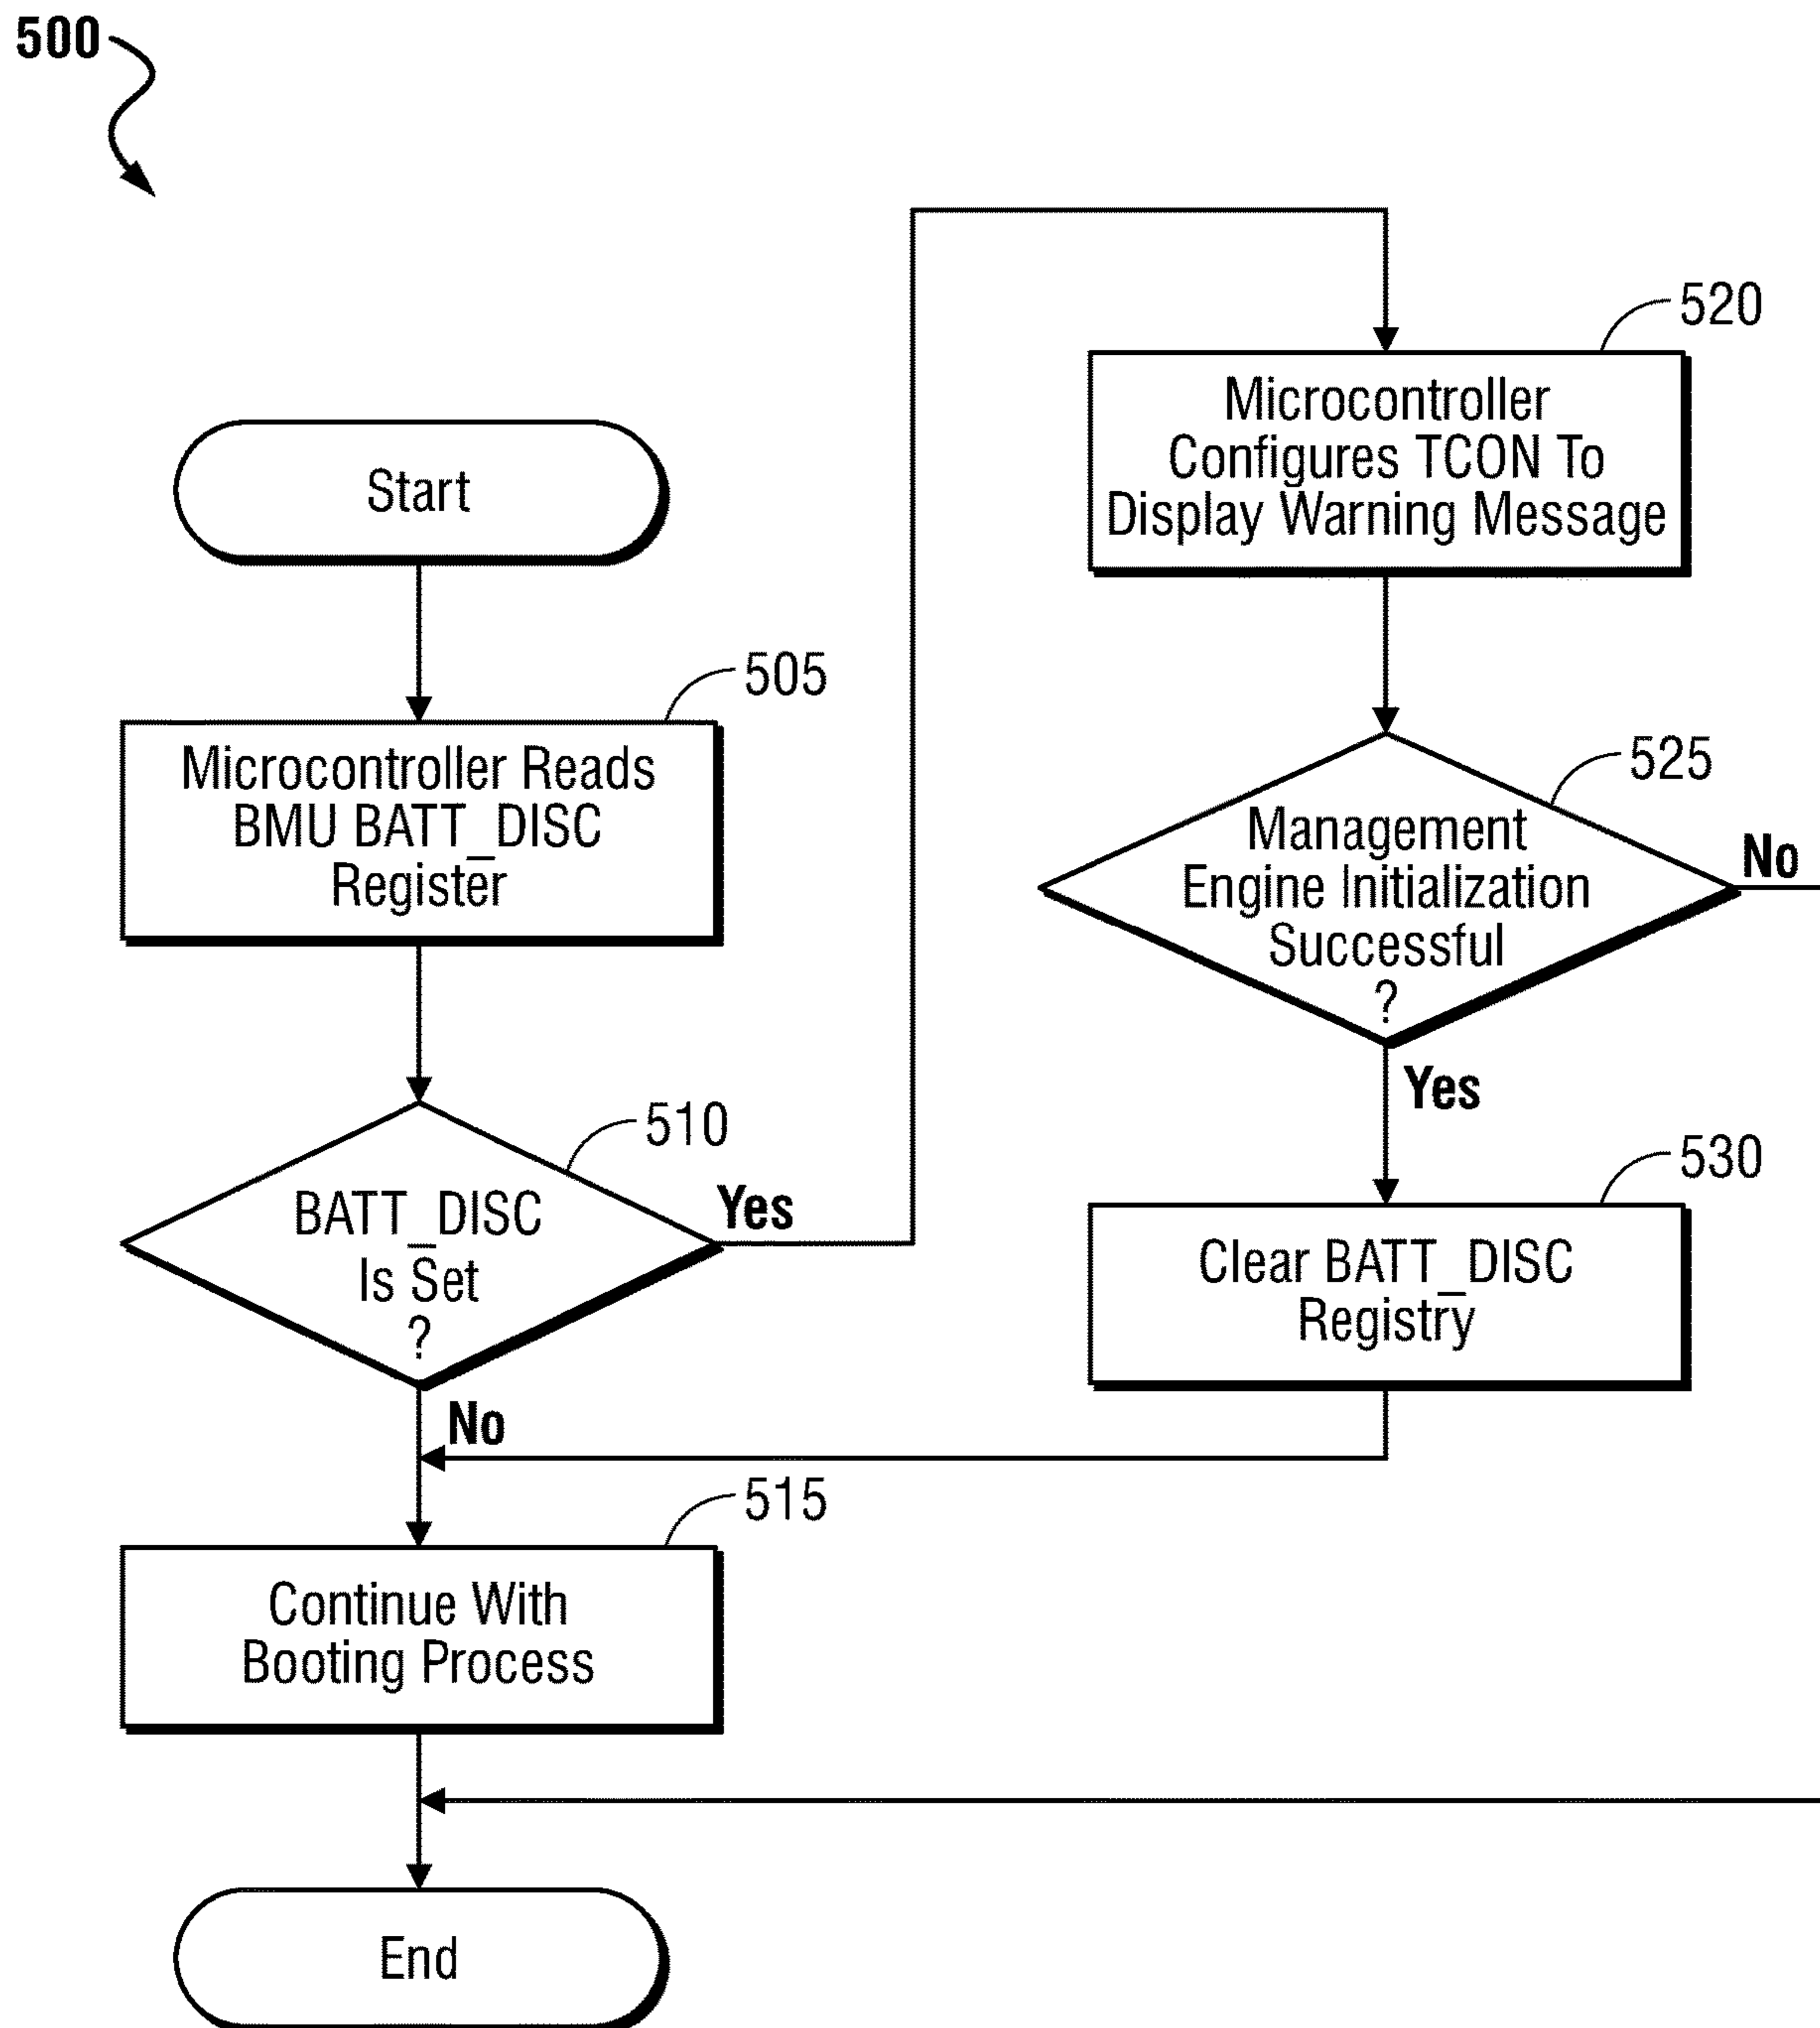 500
Start
505
Microcontroller Reads
BMU BATT_DISC
Register
510
BATT_DISC
Is Set
?
Yes
No
515
Continue With
Booting Process
End
520
Microcontroller
Configures TCON To
Display Warning Message
525
Management
Engine Initialization
Successful
?
No
Yes
530
Clear BATT_DISC
Registry